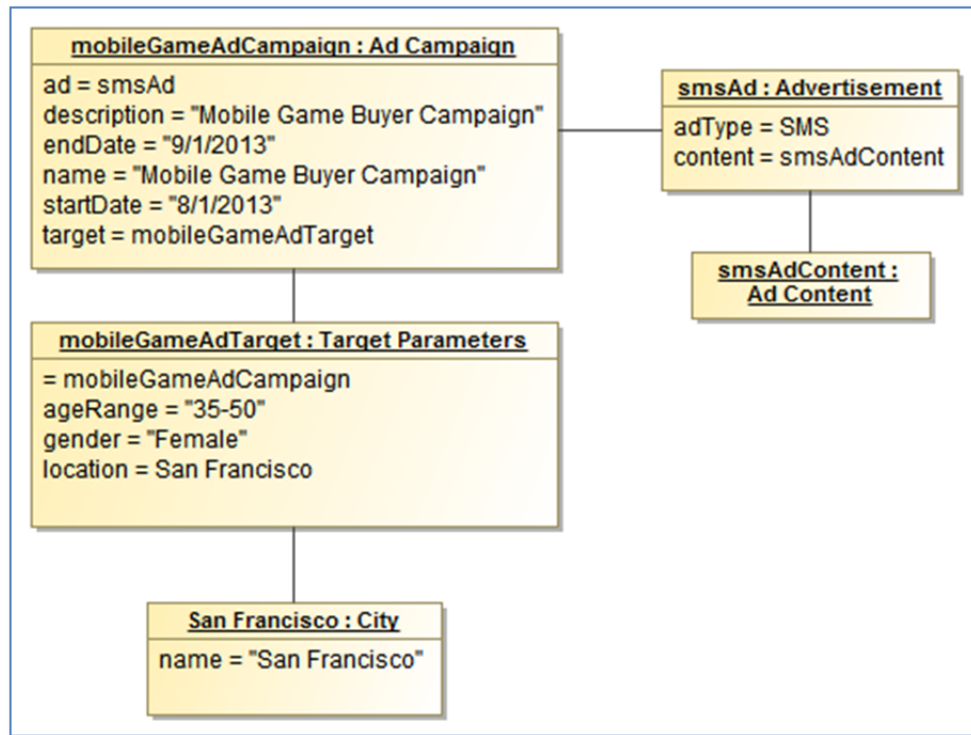 mobileGameAdCampaign : Ad Campaign
ad = smsAd
description = "Mobile Game Buyer Campaign"
endDate = "9/1/2013"
name = "Mobile Game Buyer Campaign"
startDate = "8/1/2013"
target = mobileGameAdTarget
smsAd : Advertisement
adType = SMS
content = smsAdContent
smsAdContent :
Ad Content
mobileGameAdTarget : Target Parameters
= mobileGameAdCampaign
ageRange = "35-50"
gender = "Female"
location = San Francisco
San Francisco : City
name = "San Francisco"